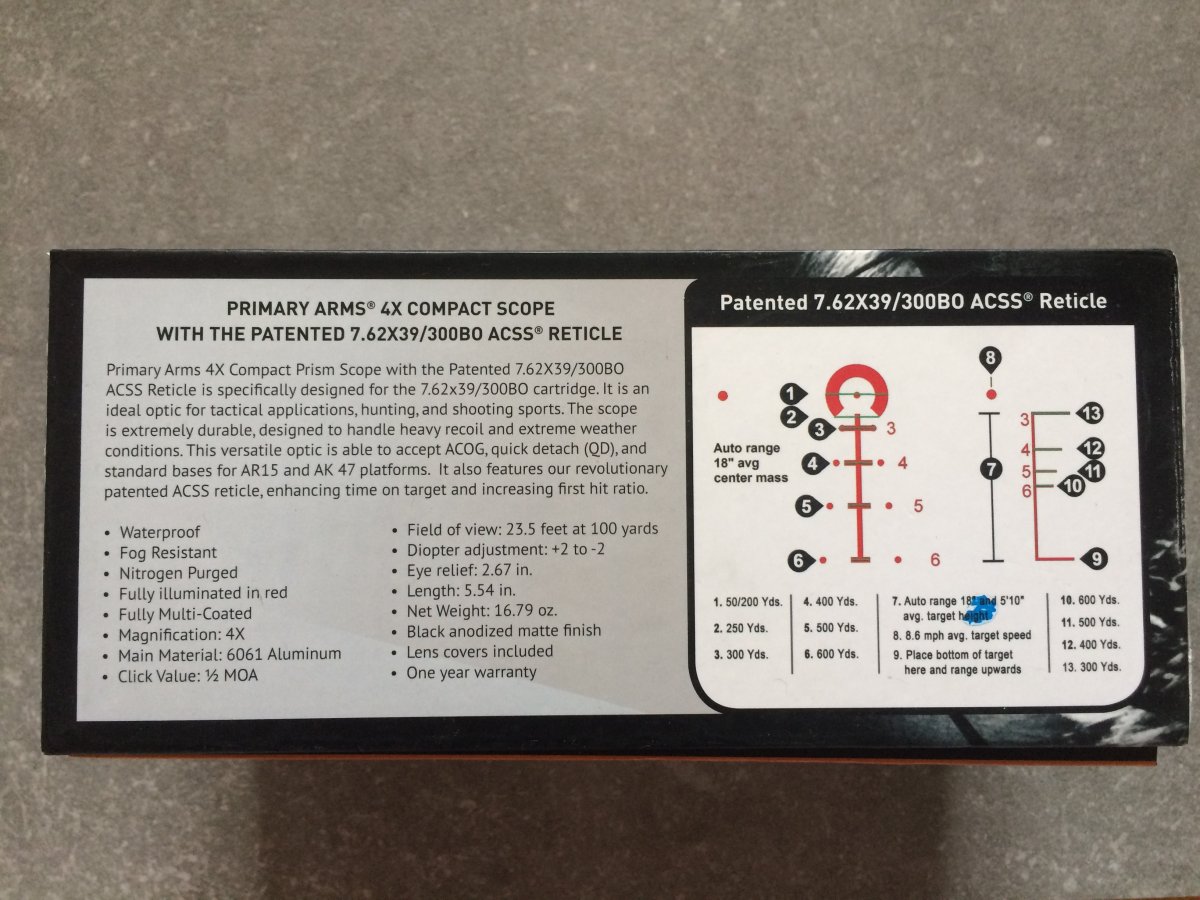 PRIMARY ARMS® 4X COMPACT SCOPE
WITH THE PATENTED 7.62X39/300BO ACSS® RETICLE
Primary Arms 4X Compact Prism Scope with the Patented 7.62X39/300BO
ACSS Reticle is specifically designed for the 7.62x39/300BO cartridge. It is an
ideal optic for tactical applications, hunting, and shooting sports. The scope
is extremely durable, designed to handle heavy recoil and extreme weather
conditions. This versatile optic is able to accept ACOG, quick detach (QD), and
standard bases for AR15 and AK 47 platforms. It also features our revolutionary
patented ACSS reticle, enhancing time on target and increasing first hit ratio.
• Waterproof
• Fog Resistant
• Nitrogen Purged
• Fully illuminated in red
• Fully Multi-Coated
• Magnification: 4X
• Main Material: 6061 Aluminum
• Click Value: ½ MOA
• Field of view: 23.5 feet at 100 yards
• Diopter adjustment: +2 to -2
• Eye relief: 2.67 in.
• Length: 5.54 in.
• Net Weight: 16.79 oz.
• Black anodized matte finish
• Lens covers included
• One year warranty
Patented 7.62X39/300BO ACSS® Reticle
Auto range
18" avg
center mass
1
2
3 3
4 4
5 5
6 6
8
7
3 13
4 12
5 11
6 10
9
1. 50/200 Yds.
2. 250 Yds.
3. 300 Yds.
4. 400 Yds.
5. 500 Yds.
6. 600 Yds.
7. Auto range 18" and 5'10"
avg. target height
8. 8.6 mph avg. target speed
9. Place bottom of target
here and range upwards
10. 600 Yds.
11. 500 Yds.
12. 400 Yds.
13. 300 Yds.